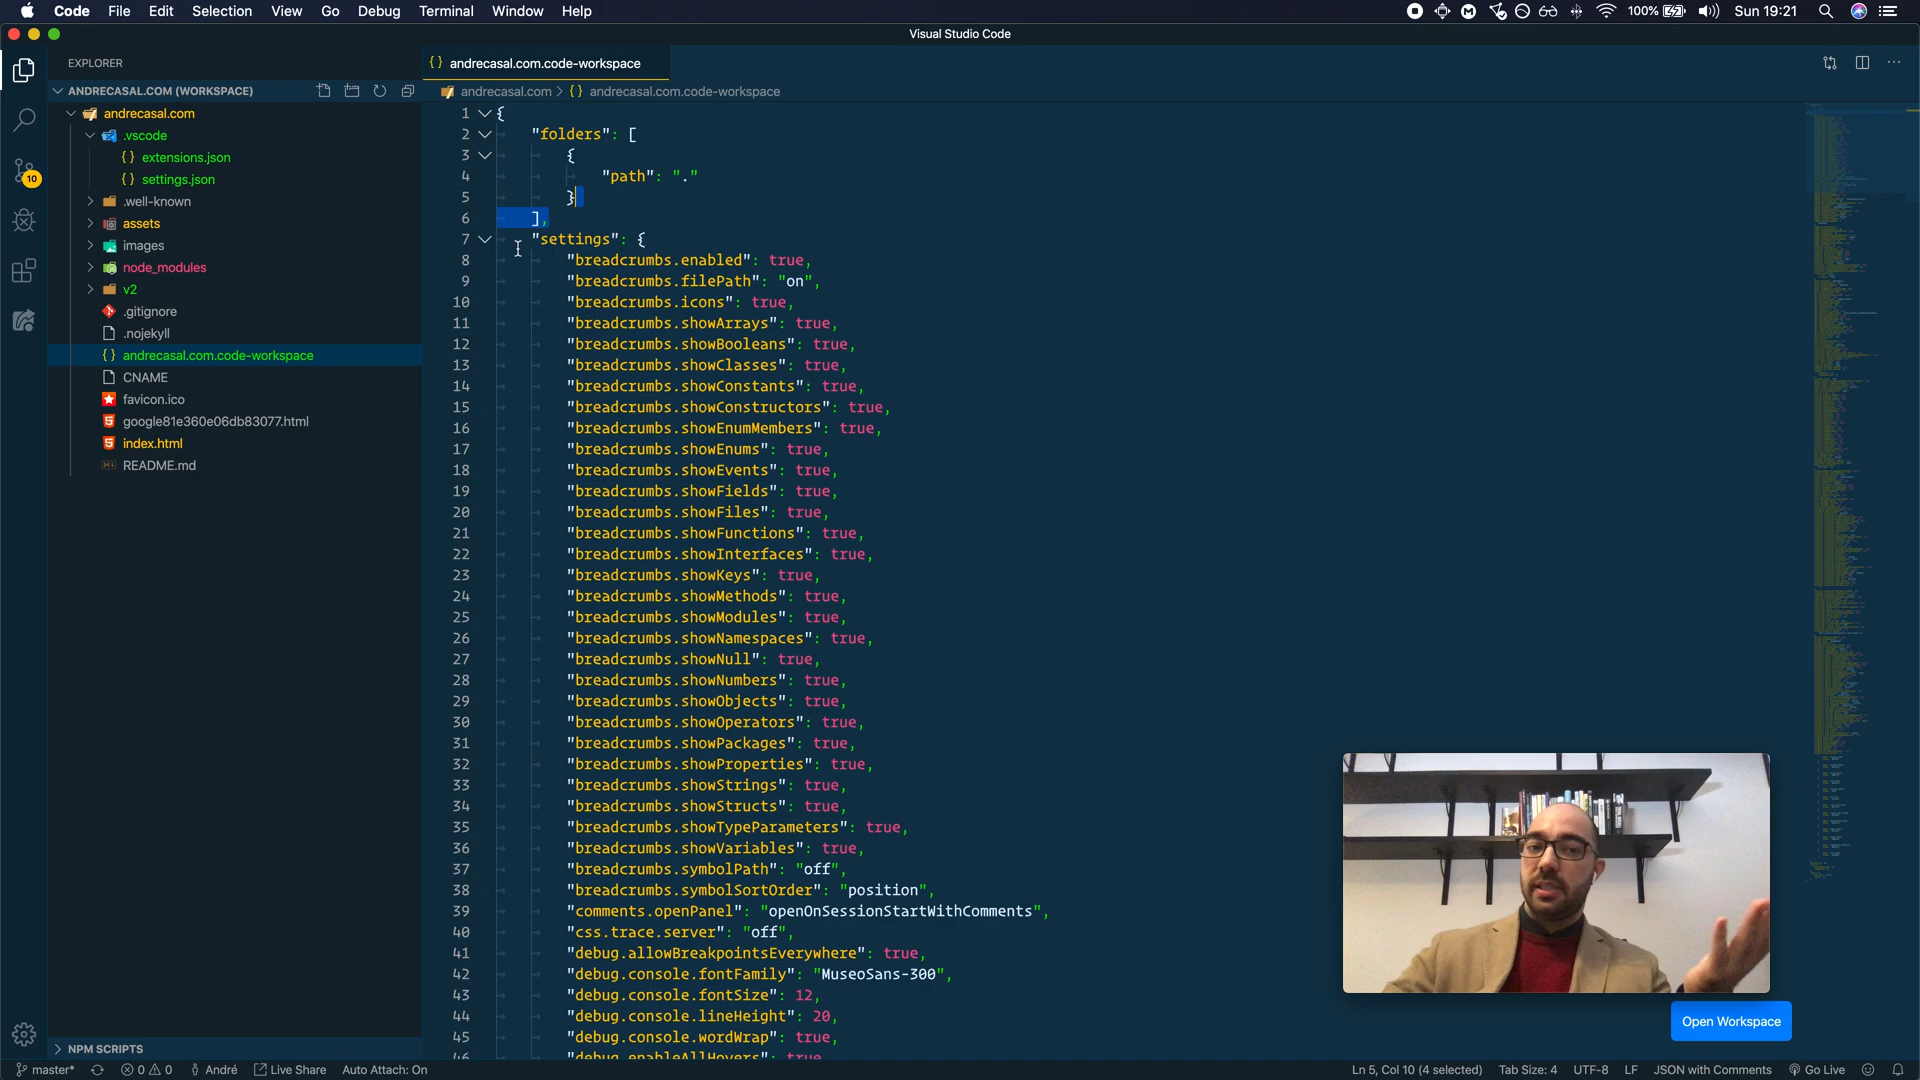 Code File Edit Selection View Go Debug Terminal Window Help 100% Sun 19:21
Visual Studio Code
EXPLORER
ANDRECASAL.COM (WORKSPACE)
andrecasal.com
.vscode
{} extensions.json
{} settings.json
.well-known
assets
images
node_modules
v2
.gitignore
.nojekyll
{} andrecasal.com.code-workspace
CNAME
favicon.ico
google81e360e06db83077.html
index.html
README.md
NPM SCRIPTS
10
{} andrecasal.com.code-workspace
andrecasal.com > {} andrecasal.com.code-workspace
1 {
2 "folders": [
3 {
4 "path": "."
5 }
6 ],
7 "settings": {
8 "breadcrumbs.enabled": true,
9 "breadcrumbs.filePath": "on",
10 "breadcrumbs.icons": true,
11 "breadcrumbs.showArrays": true,
12 "breadcrumbs.showBooleans": true,
13 "breadcrumbs.showClasses": true,
14 "breadcrumbs.showConstants": true,
15 "breadcrumbs.showConstructors": true,
16 "breadcrumbs.showEnumMembers": true,
17 "breadcrumbs.showEnums": true,
18 "breadcrumbs.showEvents": true,
19 "breadcrumbs.showFields": true,
20 "breadcrumbs.showFiles": true,
21 "breadcrumbs.showFunctions": true,
22 "breadcrumbs.showInterfaces": true,
23 "breadcrumbs.showKeys": true,
24 "breadcrumbs.showMethods": true,
25 "breadcrumbs.showModules": true,
26 "breadcrumbs.showNamespaces": true,
27 "breadcrumbs.showNull": true,
28 "breadcrumbs.showNumbers": true,
29 "breadcrumbs.showObjects": true,
30 "breadcrumbs.showOperators": true,
31 "breadcrumbs.showPackages": true,
32 "breadcrumbs.showProperties": true,
33 "breadcrumbs.showStrings": true,
34 "breadcrumbs.showStructs": true,
35 "breadcrumbs.showTypeParameters": true,
36 "breadcrumbs.showVariables": true,
37 "breadcrumbs.symbolPath": "off",
38 "breadcrumbs.symbolSortOrder": "position",
39 "comments.openPanel": "openOnSessionStartWithComments",
40 "css.trace.server": "off",
41 "debug.allowBreakpointsEverywhere": true,
42 "debug.console.fontFamily": "MuseoSans-300",
43 "debug.console.fontSize": 12,
44 "debug.console.lineHeight": 20,
45 "debug.console.wordWrap": true,
46 "debug.enableAllHovers": true
Open Workspace
master* 0 0 André Live Share Auto Attach: On Ln 5, Col 10 (4 selected) Tab Size: 4 UTF-8 LF JSON with Comments Go Live